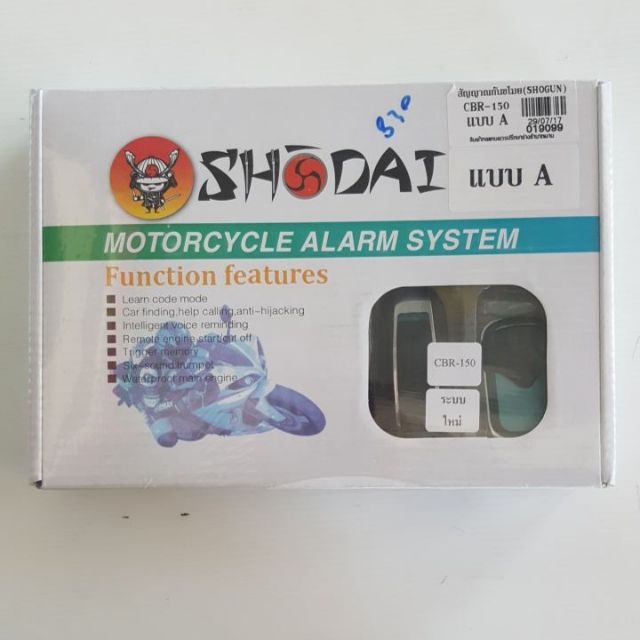 สัญญาณกันขโมย(SHOGUN)
CBR-150
แบบ A
29/07/17
019099
แบบ A
830
SHODAI
MOTORCYCLE ALARM SYSTEM
Function features
Learn code mode
Car finding,help calling,anti-hijacking
Intelligent voice reminding
Remote engine start/cut off
Trigger memory
Six-sound trumpet
Waterproof main engine
CBR-150
ระบบ
ใหม่